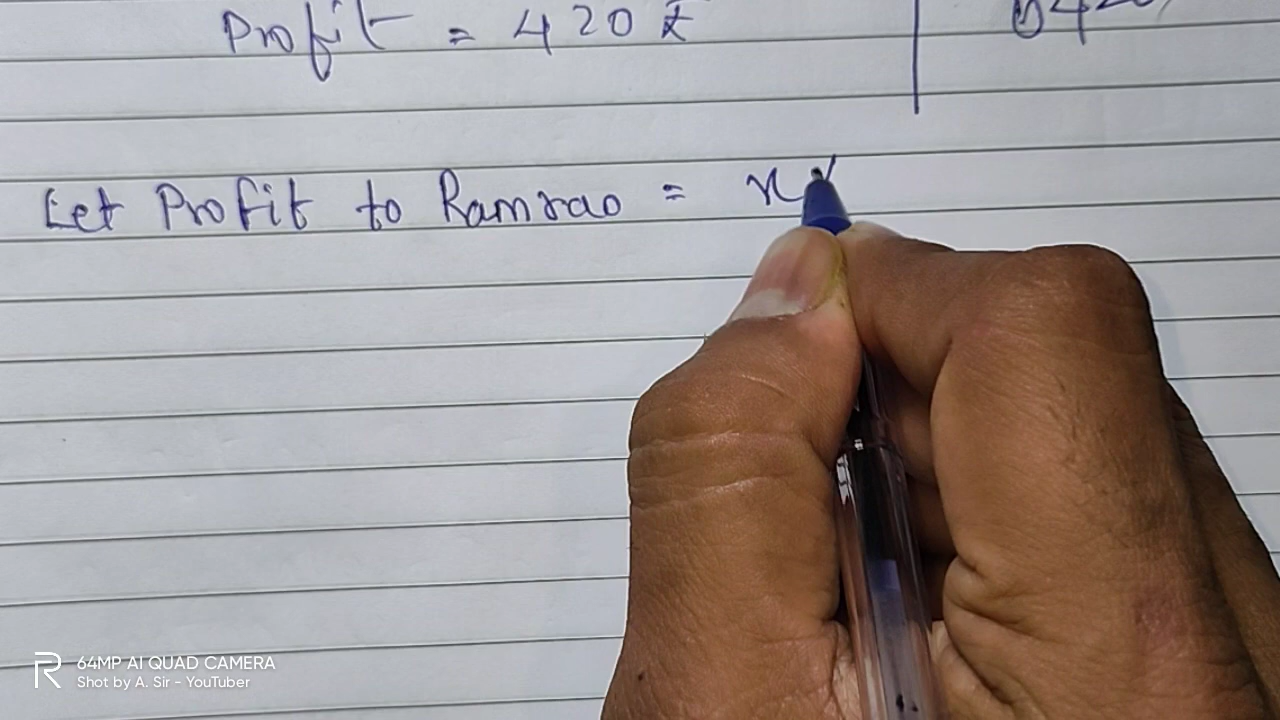 Profit = 420 ₹
Let Profit to Ramrao = x
64MP AI QUAD CAMERA
Shot by A. Sir - YouTuber